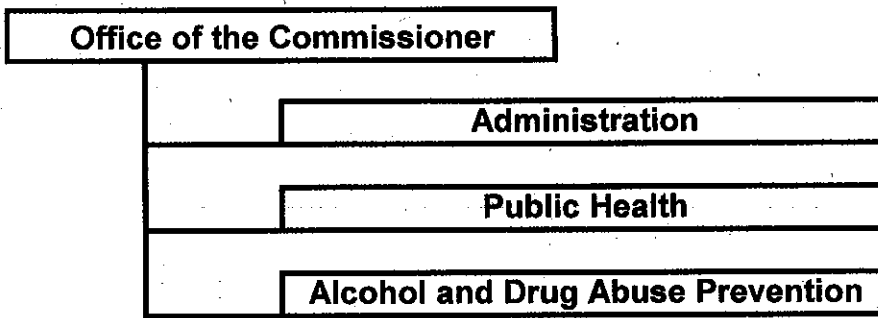 Office of the Commissioner
Administration
Public Health
Alcohol and Drug Abuse Prevention